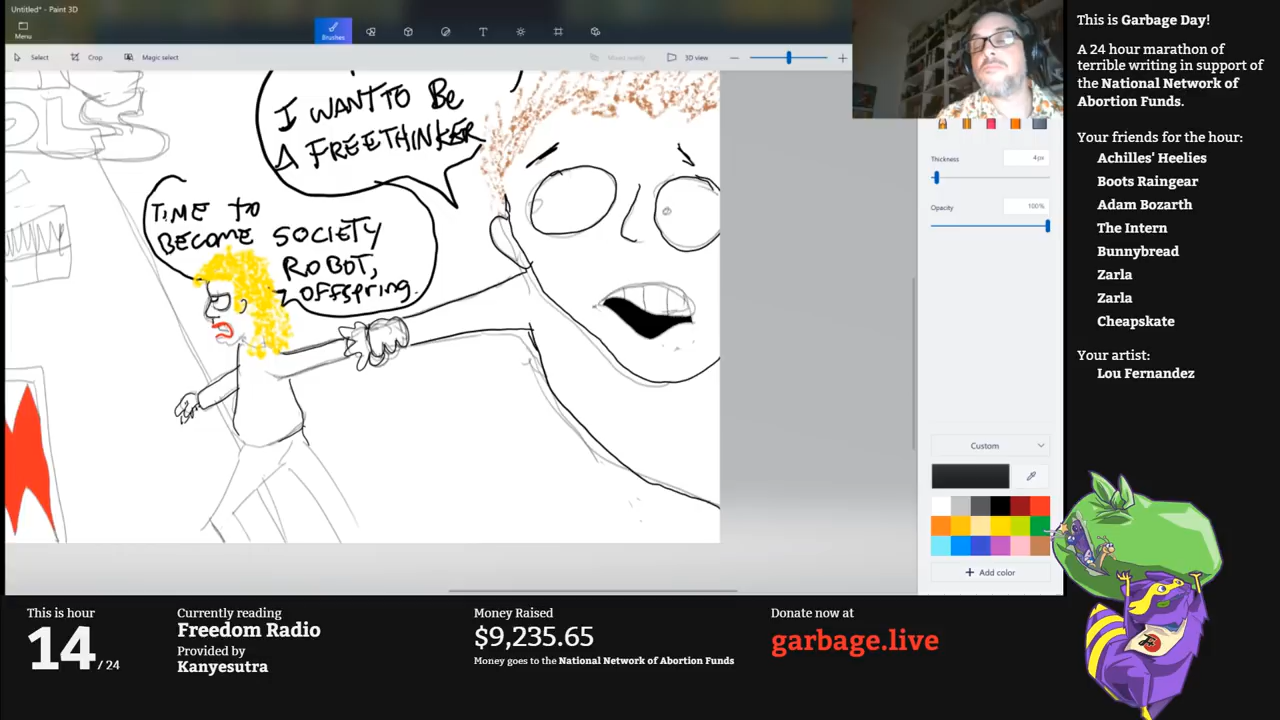 Untitled* - Paint 3D
Menu
Brushes
Select
Crop
Magic select
Mixed reality
3D view
OL
I WANT TO BE
A FREETHINKER
TIME TO
BECOME SOCIETY
ROBOT,
OFFSPRING.
Thickness
4px
Opacity
100%
Custom
+ Add color
This is Garbage Day!
A 24 hour marathon of
terrible writing in support of
the National Network of
Abortion Funds.
Your friends for the hour:
Achilles' Heelies
Boots Raingear
Adam Bozarth
The Intern
Bunnybread
Zarla
Zarla
Cheapskate
Your artist:
Lou Fernandez
This is hour
14 / 24
Currently reading
Freedom Radio
Provided by
Kanyesutra
Money Raised
$9,235.65
Money goes to the National Network of Abortion Funds
Donate now at
garbage.live